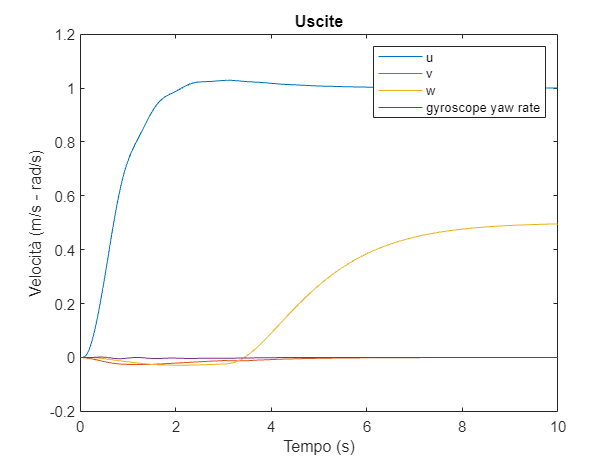 Uscite
Velocità (m/s - rad/s)
1.2
1
0.8
0.6
0.4
0.2
0
-0.2
u
v
w
gyroscope yaw rate
0 2 4 6 8 10
Tempo (s)